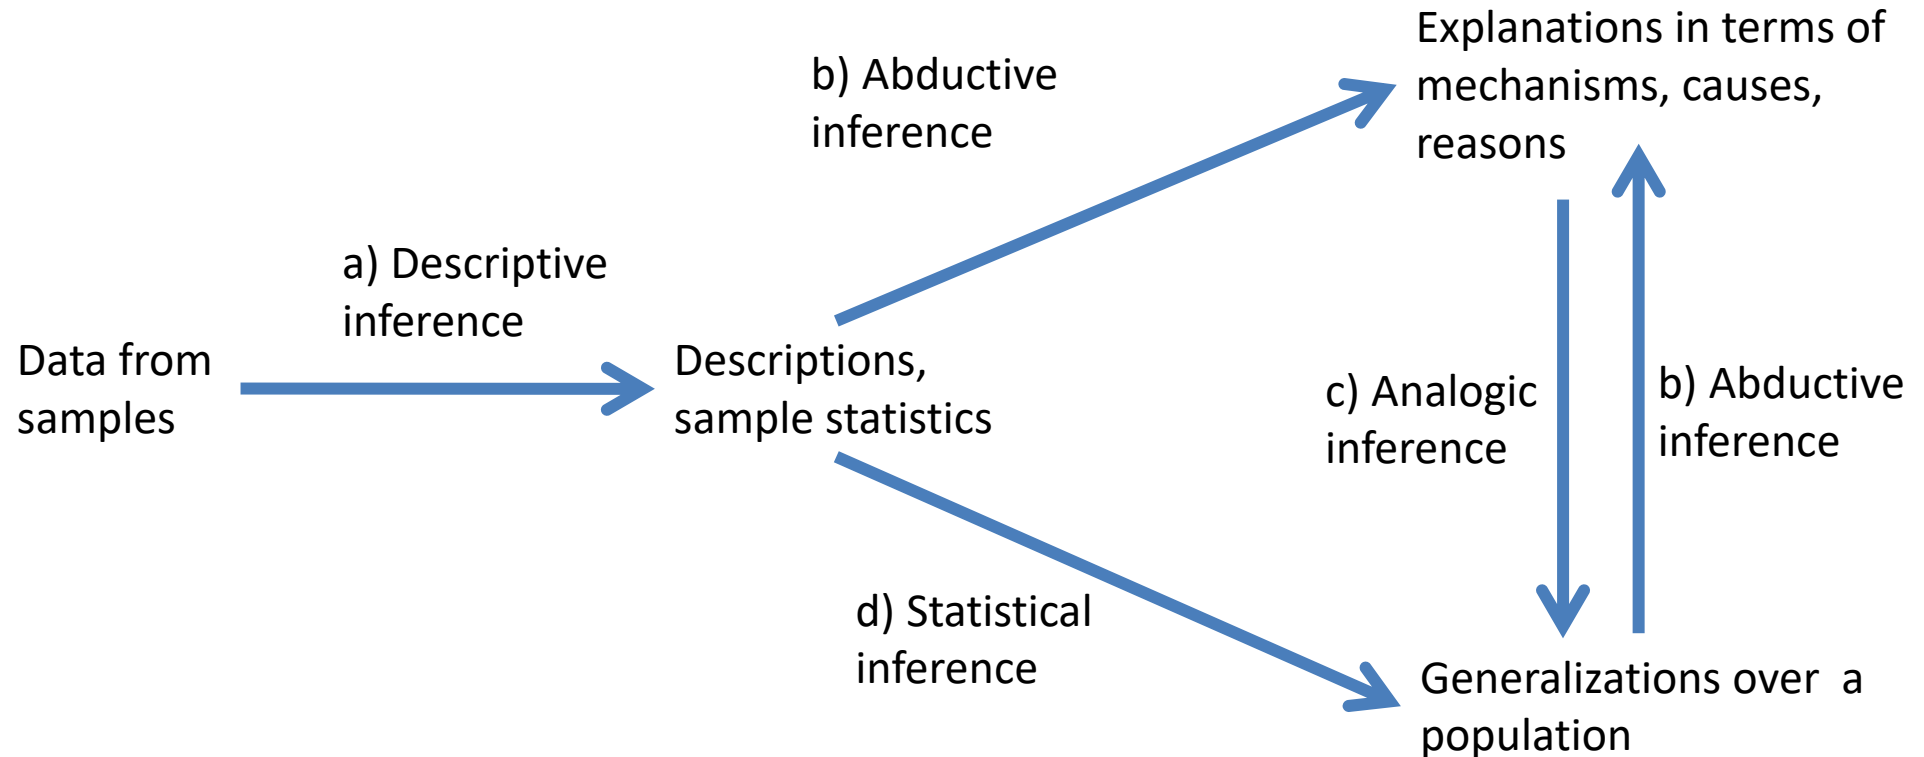 Explanations in terms of
mechanisms, causes,
reasons
b) Abductive
inference
a) Descriptive
inference
Data from
samples
Descriptions,
sample statistics
c) Analogic
inference
b) Abductive
inference
d) Statistical
inference
Generalizations over  a
population